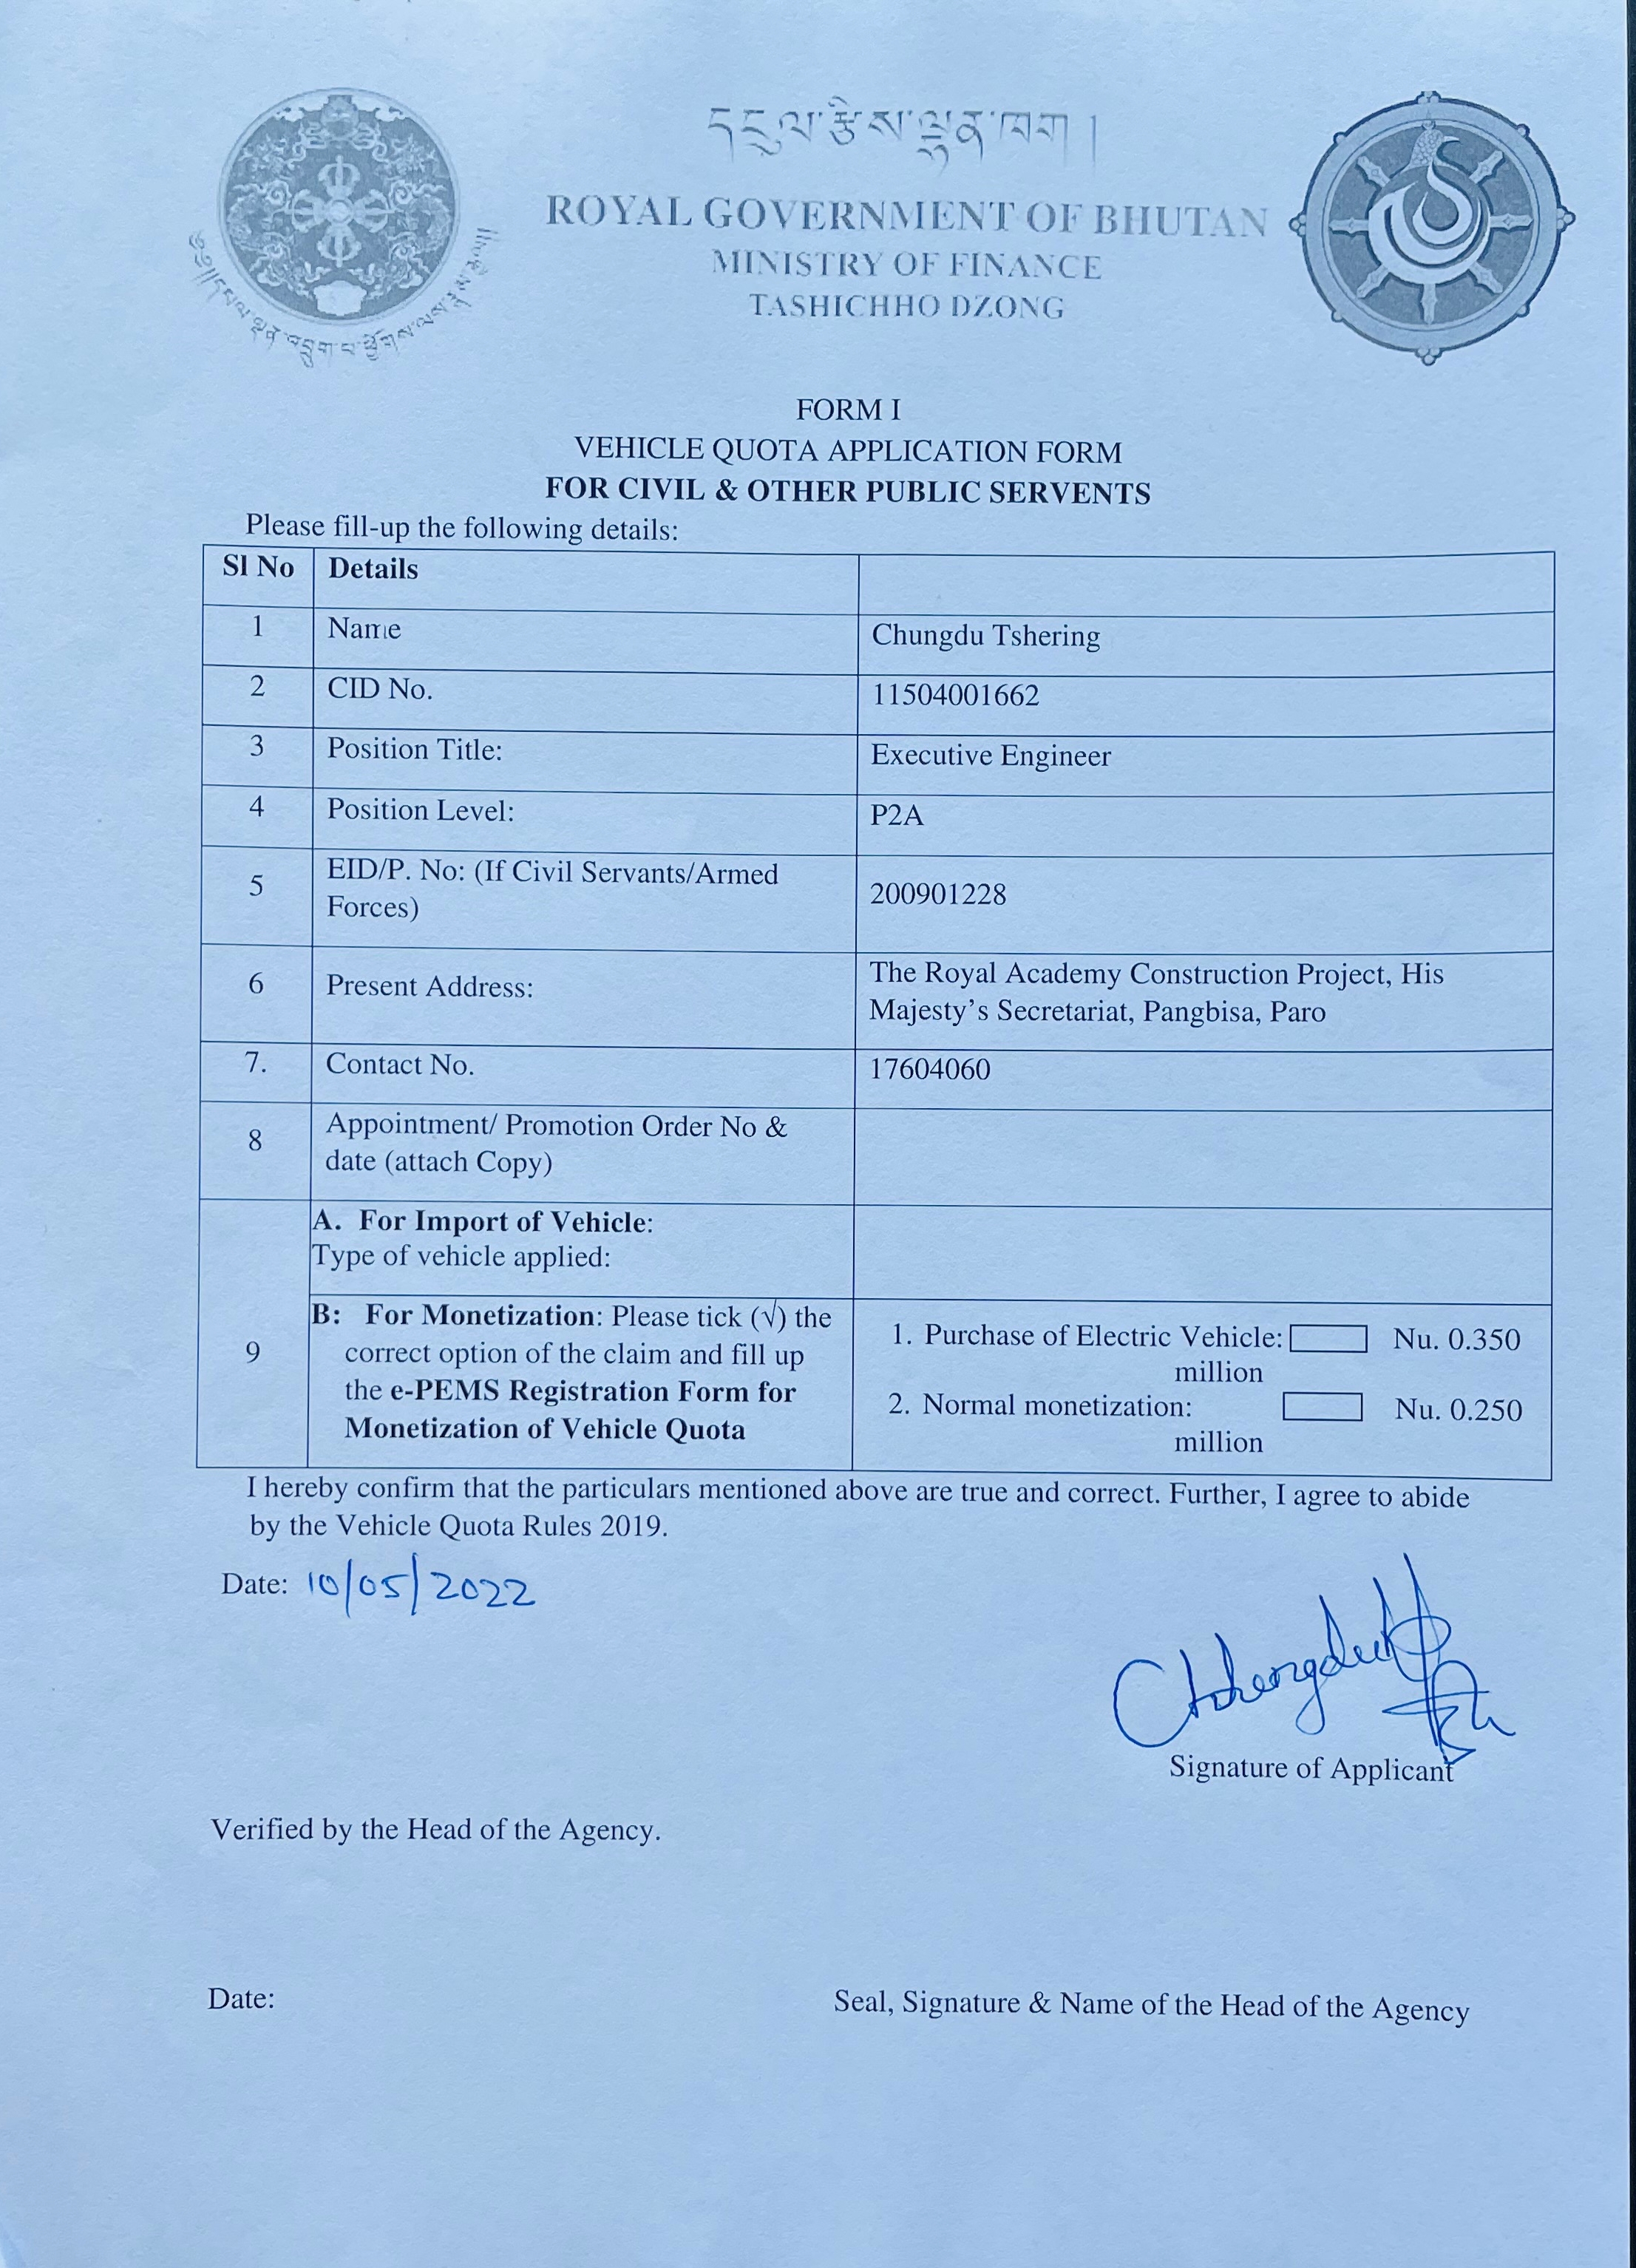 དངུལ་རྩིས་ལྷན་ཁག །
ROYAL GOVERNMENT OF BHUTAN
MINISTRY OF FINANCE
TASHICHHO DZONG
FORM I
VEHICLE QUOTA APPLICATION FORM
FOR CIVIL & OTHER PUBLIC SERVENTS
Please fill-up the following details:
Sl No Details
1 Name Chungdu Tshering
2 CID No. 11504001662
3 Position Title: Executive Engineer
4 Position Level: P2A
5 EID/P. No: (If Civil Servants/Armed
Forces) 200901228
6 Present Address: The Royal Academy Construction Project, His
Majesty's Secretariat, Pangbisa, Paro
7. Contact No. 17604060
8 Appointment/ Promotion Order No &
date (attach Copy)
9 A. For Import of Vehicle:
Type of vehicle applied:
B: For Monetization: Please tick (√) the
correct option of the claim and fill up
the e-PEMS Registration Form for
Monetization of Vehicle Quota
1. Purchase of Electric Vehicle: Nu. 0.350
million
2. Normal monetization: Nu. 0.250
million
I hereby confirm that the particulars mentioned above are true and correct. Further, I agree to abide
by the Vehicle Quota Rules 2019.
Date: 10/05/2022
Signature of Applicant
Verified by the Head of the Agency.
Date:
Seal, Signature & Name of the Head of the Agency